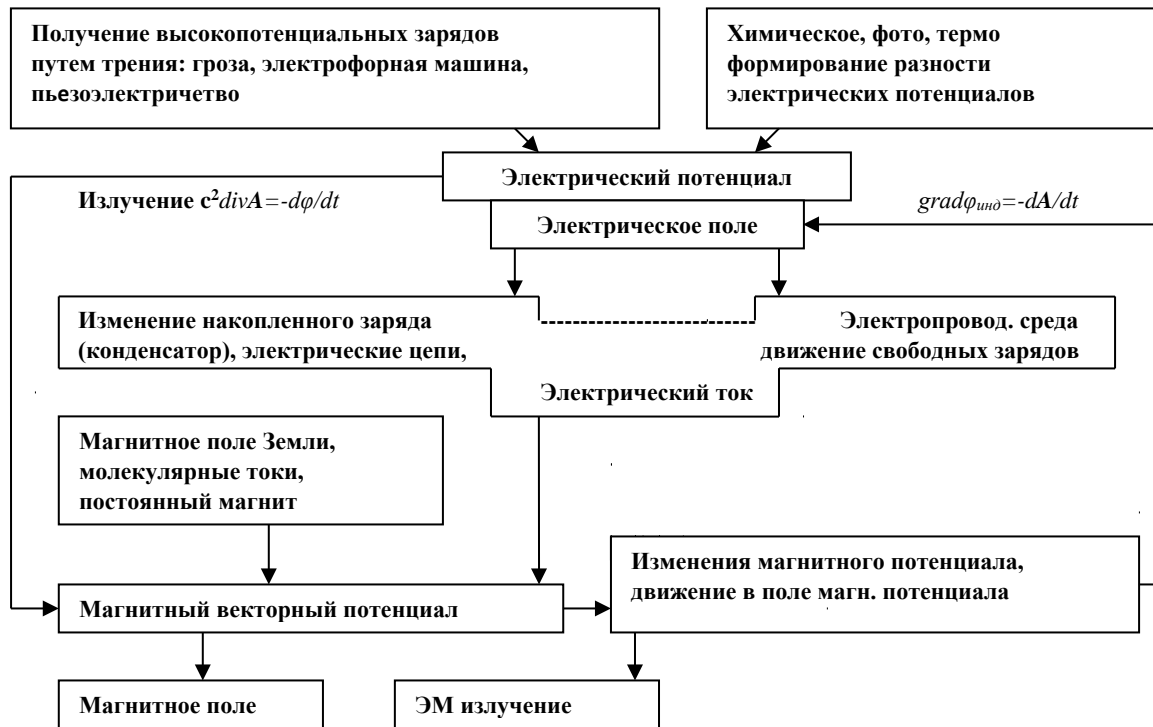 Получение высокопотенциальных зарядов
путем трения: гроза, электрофорная машина,
пьезоэлектричетво
Химическое, фото, термо
формирование разности
электрических потенциалов
Электрический потенциал
Излучение c²divA=-dφ/dt
gradφинд=-dA/dt
Электрическое поле
Изменение накопленного заряда
(конденсатор), электрические цепи,
Электропровод. среда
движение свободных зарядов
Электрический ток
Магнитное поле Земли,
молекулярные токи,
постоянный магнит
Изменения магнитного потенциала,
движение в поле магн. потенциала
Магнитный векторный потенциал
Магнитное поле
ЭМ излучение